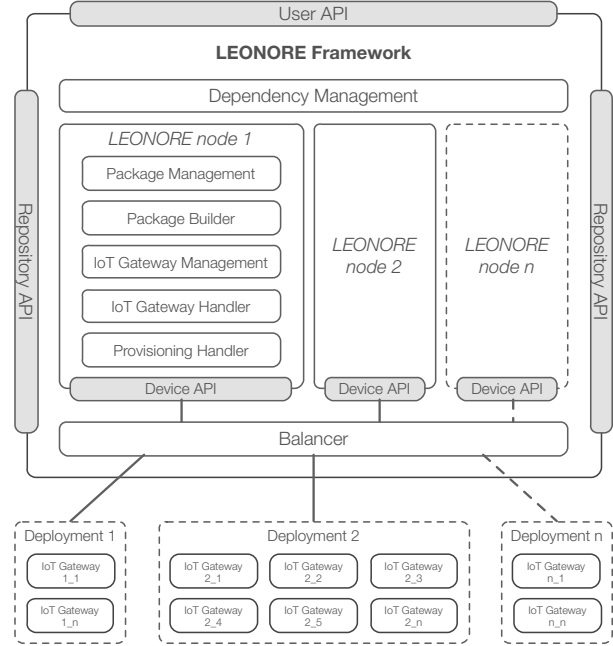 User API
LEONORE Framework
Dependency Management
Repository API
Repository API
LEONORE node 1
Package Management
Package Builder
IoT Gateway Management
IoT Gateway Handler
Provisioning Handler
Device API
LEONORE
node 2
Device API
LEONORE
node n
Device API
Balancer
Deployment 1
IoT Gateway
1_1
IoT Gateway
1_n
Deployment 2
IoT Gateway
2_1
IoT Gateway
2_2
IoT Gateway
2_3
IoT Gateway
2_4
IoT Gateway
2_5
IoT Gateway
2_n
Deployment n
IoT Gateway
n_1
IoT Gateway
n_n